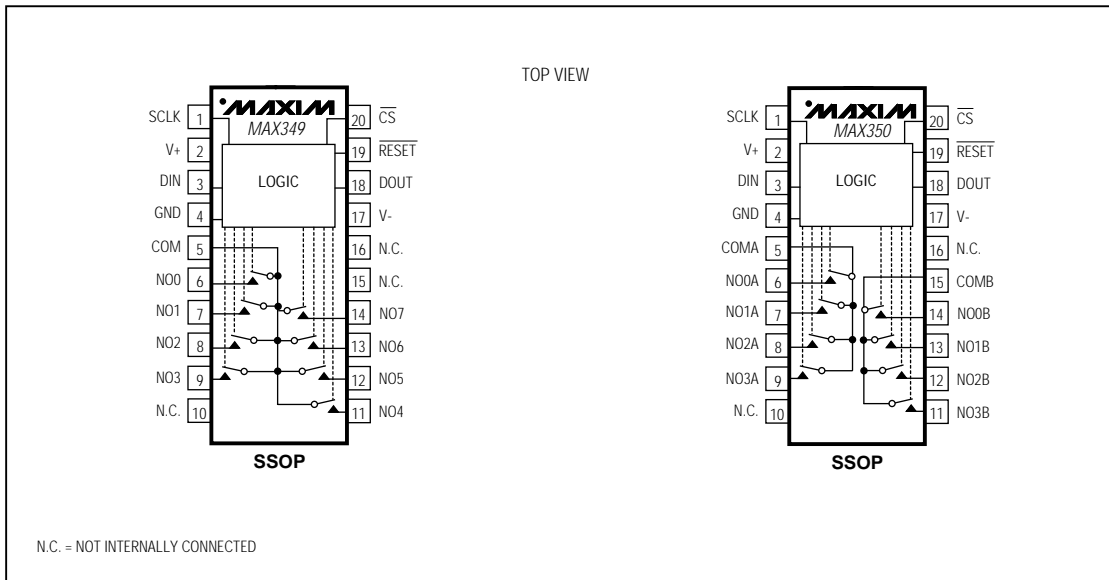 TOP VIEW
MAXIM
MAX349
LOGIC
SCLK 1
V+ 2
DIN 3
GND 4
COM 5
NO0 6
NO1 7
NO2 8
NO3 9
N.C. 10
20 CS
19 RESET
18 DOUT
17 V-
16 N.C.
15 N.C.
14 NO7
13 NO6
12 NO5
11 NO4
SSOP
MAXIM
MAX350
LOGIC
SCLK 1
V+ 2
DIN 3
GND 4
COMA 5
NO0A 6
NO1A 7
NO2A 8
NO3A 9
N.C. 10
20 CS
19 RESET
18 DOUT
17 V-
16 N.C.
15 COMB
14 NO0B
13 NO1B
12 NO2B
11 NO3B
SSOP
N.C. = NOT INTERNALLY CONNECTED